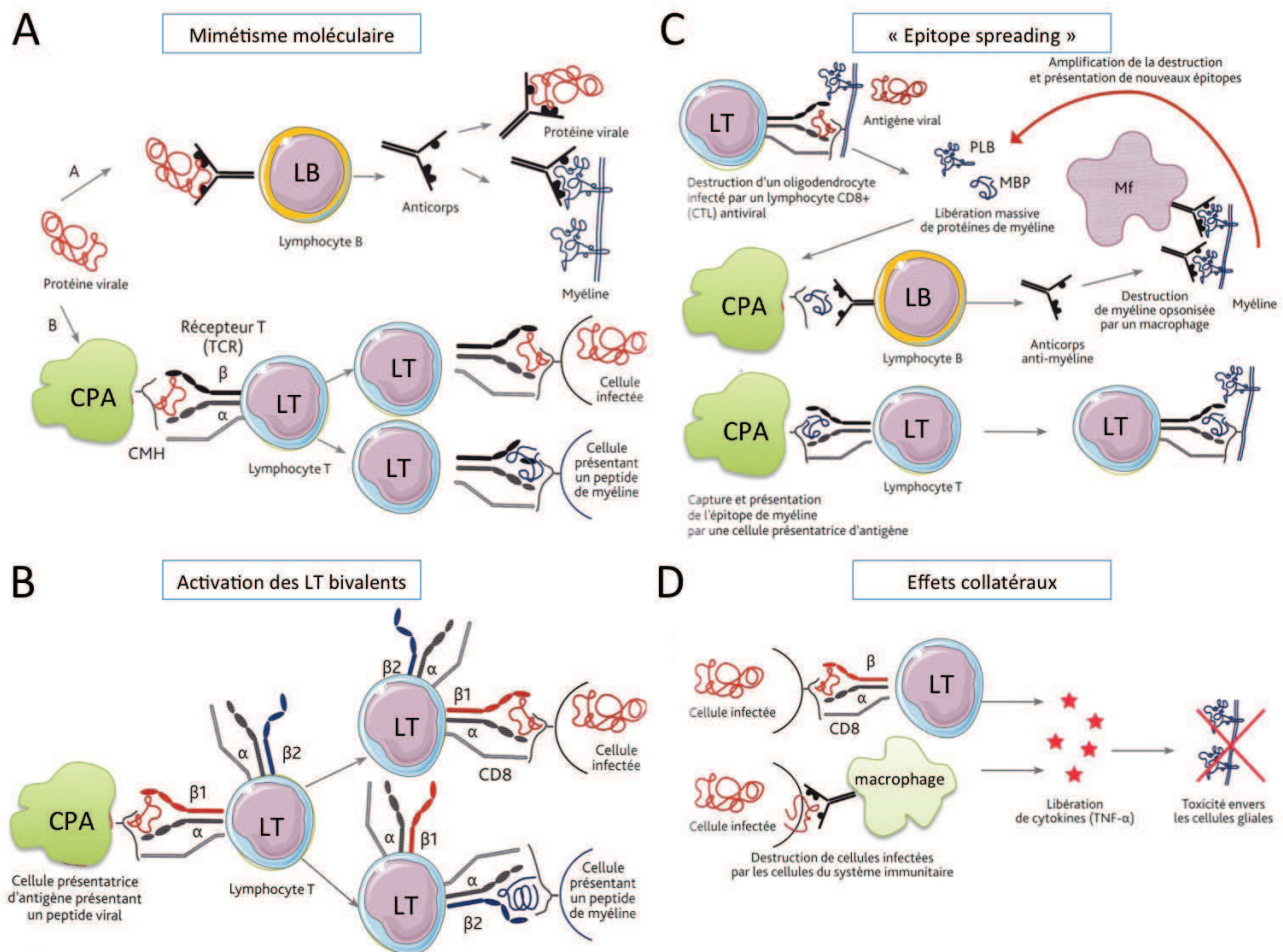 A
Mimétisme moléculaire
A
Protéine virale
LB
Lymphocyte B
Anticorps
Protéine virale
Myéline
B
CPA
Récepteur T
(TCR)
β
α
CMH
LT
Lymphocyte T
LT
Cellule
infectée
LT
Cellule
présentant
un peptide
de myéline
B
Activation des LT bivalents
CPA
Cellule présentatrice
d'antigène présentant
un peptide viral
β1
α
α
β2
LT
Lymphocyte T
β2
α
LT
β1
α
CD8
Cellule
infectée
α
β1
LT
α
β2
Cellule
présentant
un peptide
de myéline
C
« Epitope spreading »
Amplification de la destruction
et présentation de nouveaux épitopes
LT
Antigène viral
Destruction d'un oligodendrocyte
infecté par un lymphocyte CD8+
(CTL) antiviral
PLB
MBP
Libération massive
de protéines de myéline
Mf
CPA
LB
Lymphocyte B
Anticorps
anti-myéline
Destruction
de myéline opsonisée
par un macrophage
Myéline
CPA
LT
Lymphocyte T
LT
Capture et présentation
de l'épitope de myéline
par une cellule présentatrice d'antigène
D
Effets collatéraux
Cellule infectée
β
α
CD8
LT
Cellule infectée
macrophage
Destruction de cellules infectées
par les cellules du système immunitaire
Libération
de cytokines (TNF-α)
Toxicité envers
les cellules gliales